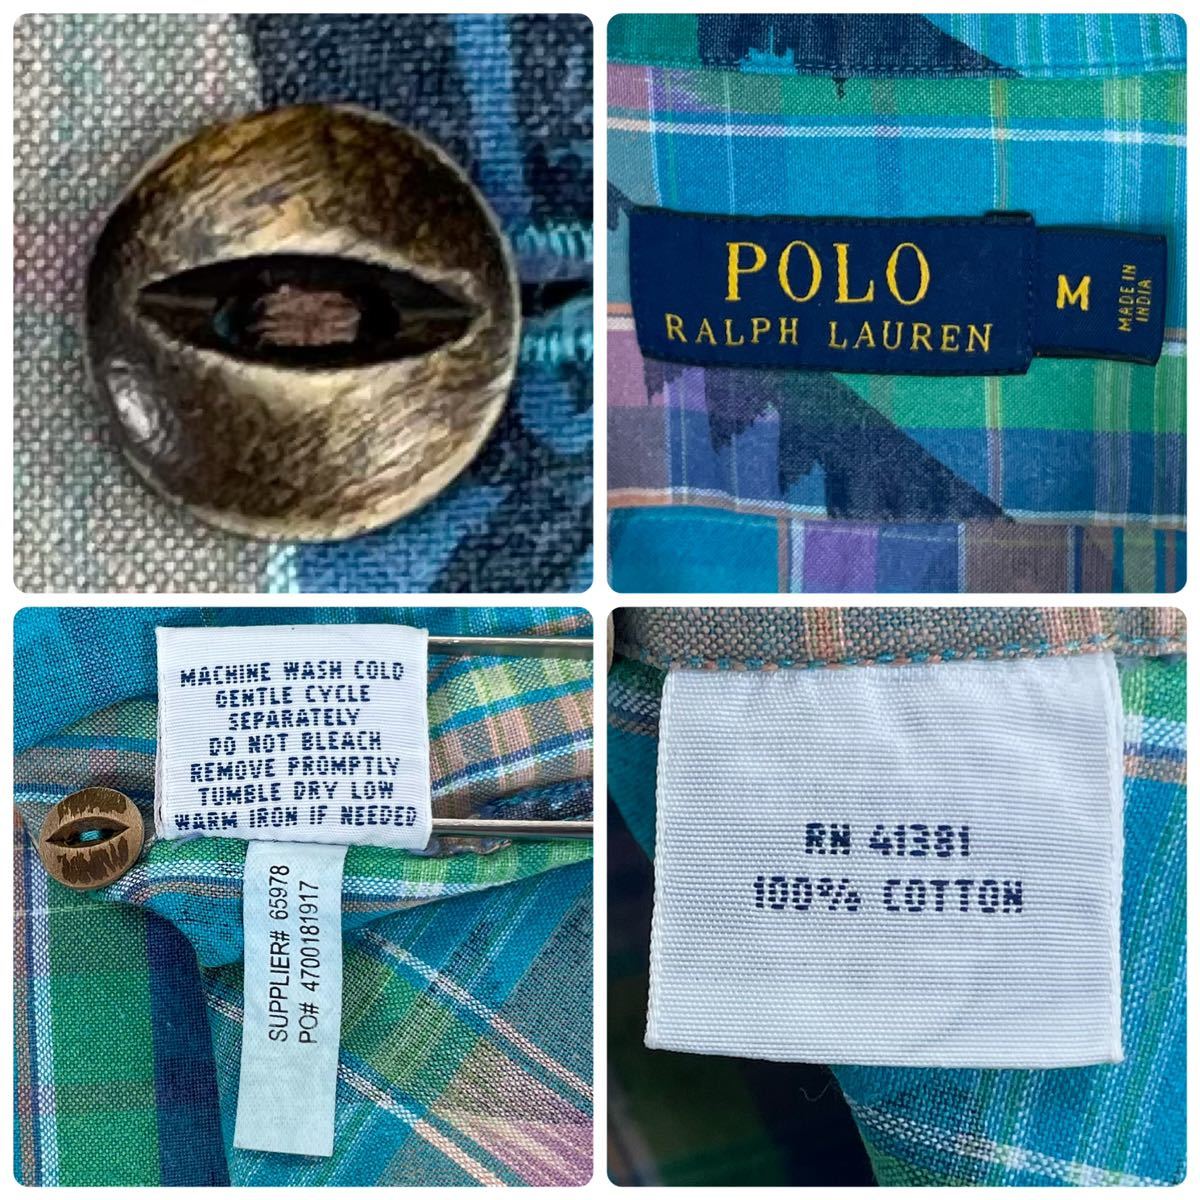 POLO
RALPH LAUREN
M
MADE IN
INDIA
MACHINE WASH COLD
GENTLE CYCLE
SEPARATELY
DO NOT BLEACH
REMOVE PROMPTLY
TUMBLE DRY LOW
WARM IRON IF NEEDED
SUPPLIER# 65978
PO# 4700181917
RN 41381
100% COTTON